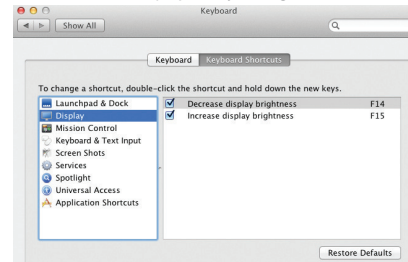 Keyboard
Show All
Keyboard Keyboard Shortcuts
To change a shortcut, double-click the shortcut and hold down the new keys.
Launchpad & Dock
Display
Mission Control
Keyboard & Text Input
Screen Shots
Services
Spotlight
Universal Access
Application Shortcuts
Decrease display brightness F14
Increase display brightness F15
Restore Defaults